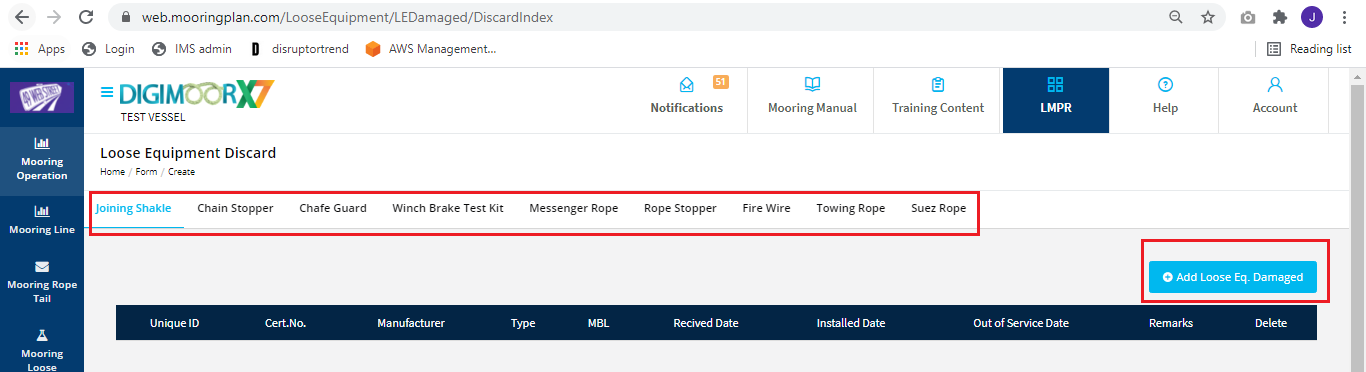 web.mooringplan.com/LooseEquipment/LEDamaged/DiscardIndex
J
Apps Login IMS admin D disruptortrend AWS Management... Reading list
49 WEB STREET
DIGIMOORX7
TEST VESSEL
51
Notifications Mooring Manual Training Content LMPR Help Account
Mooring
Operation
Loose Equipment Discard
Home / Form / Create
Joining Shakle Chain Stopper Chafe Guard Winch Brake Test Kit Messenger Rope Rope Stopper Fire Wire Towing Rope Suez Rope
Mooring Line
Add Loose Eq. Damaged
Mooring Rope
Tail
Unique ID Cert.No. Manufacturer Type MBL Recived Date Installed Date Out of Service Date Remarks Delete
Mooring
Loose